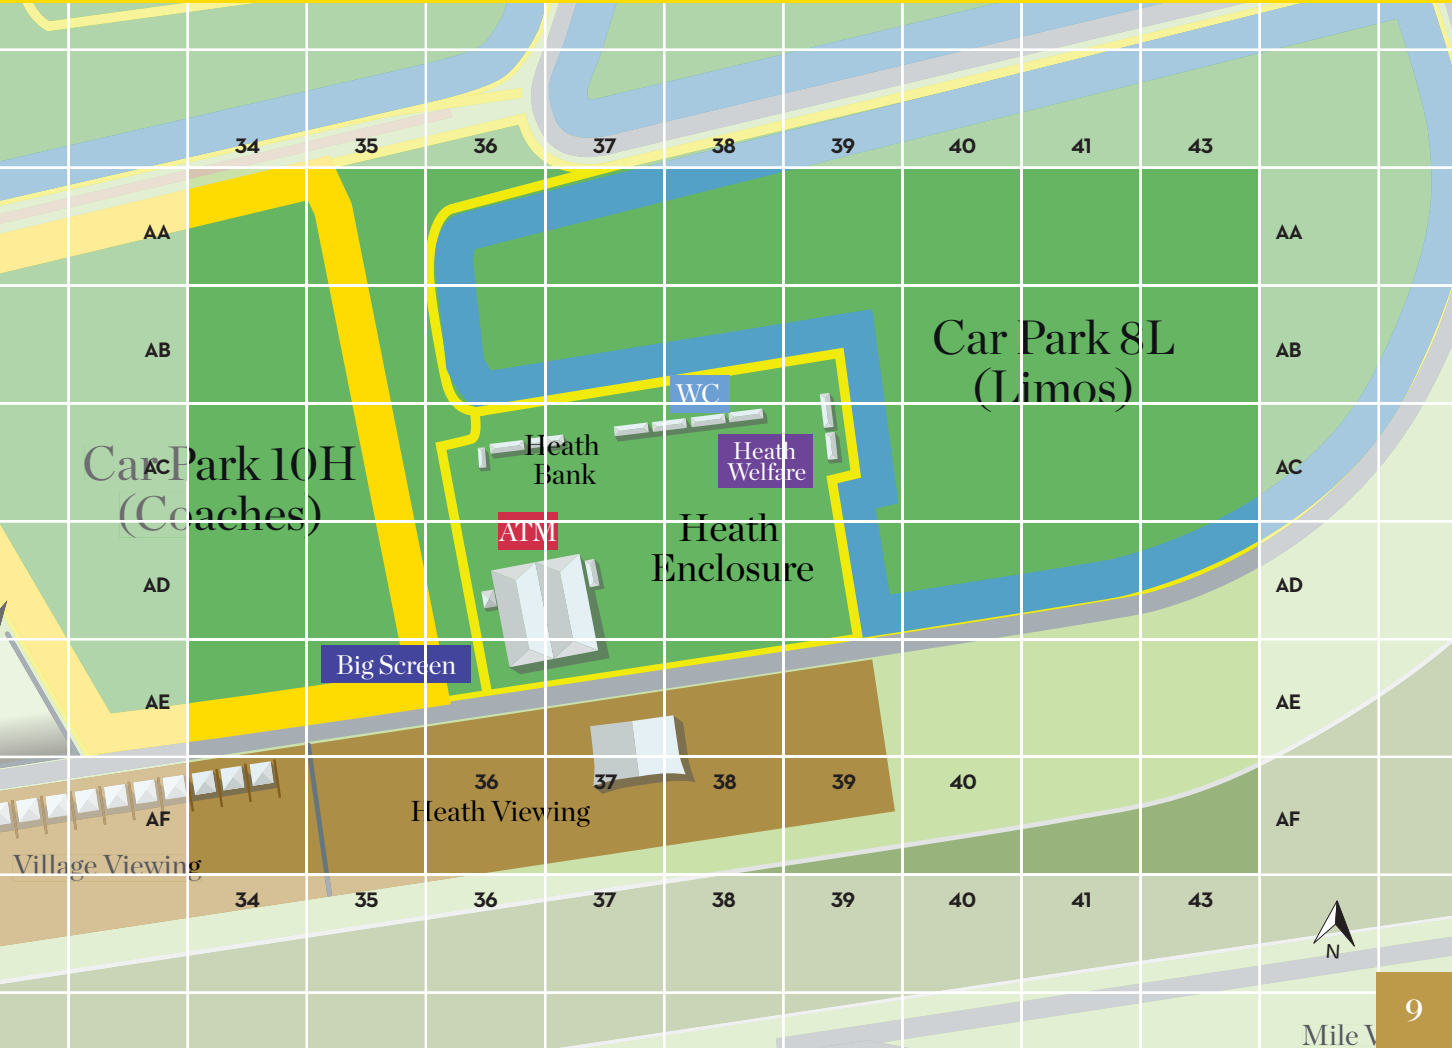 34 35 36 37 38 39 40 41 43
AA AA
AB AB
Car Park 8L
(Limos)
WC
Car Park 10H
(Coaches)
AC AC
Heath
Bank
Heath
Welfare
ATM
Heath
Enclosure
AD AD
Big Screen
AE AE
36 37 38 39 40
Heath Viewing
AF AF
Village Viewing
34 35 36 37 38 39 40 41 43
N
9
Mile